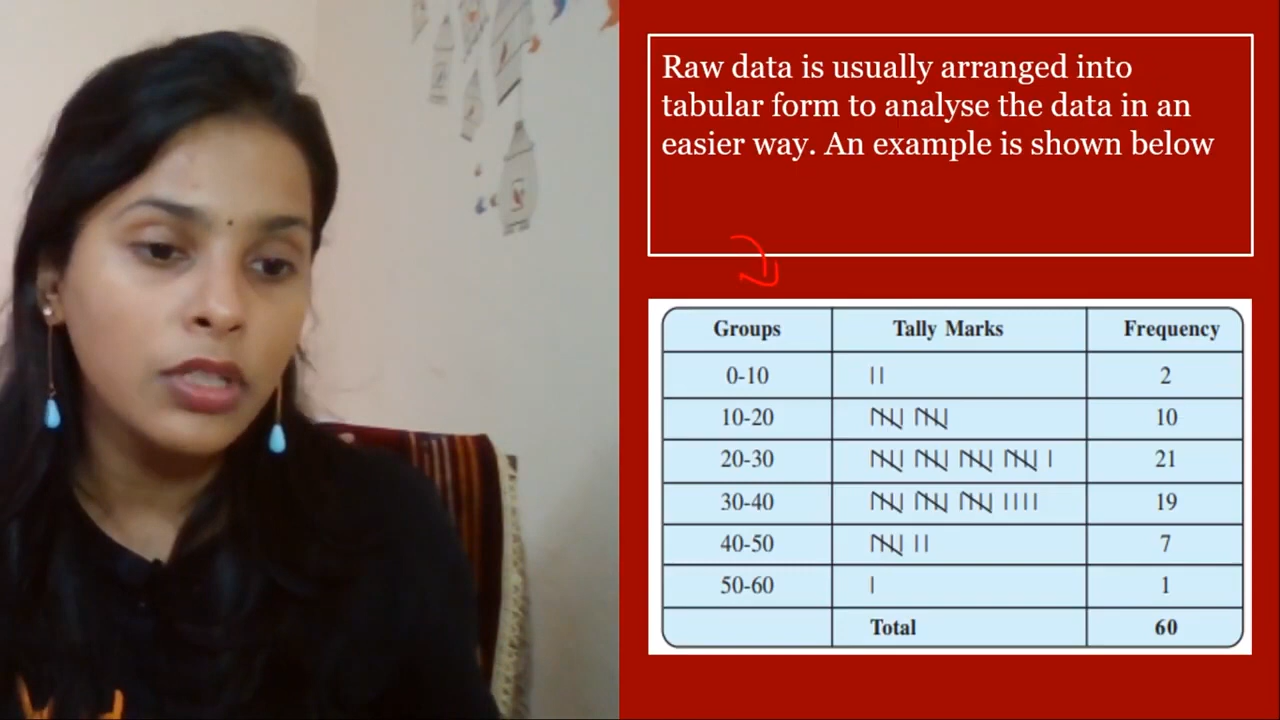 Raw data is usually arranged into
tabular form to analyse the data in an
easier way. An example is shown below
Groups Tally Marks Frequency
0-10 || 2
10-20 10
20-30 21
30-40 19
40-50 7
50-60 | 1
Total 60